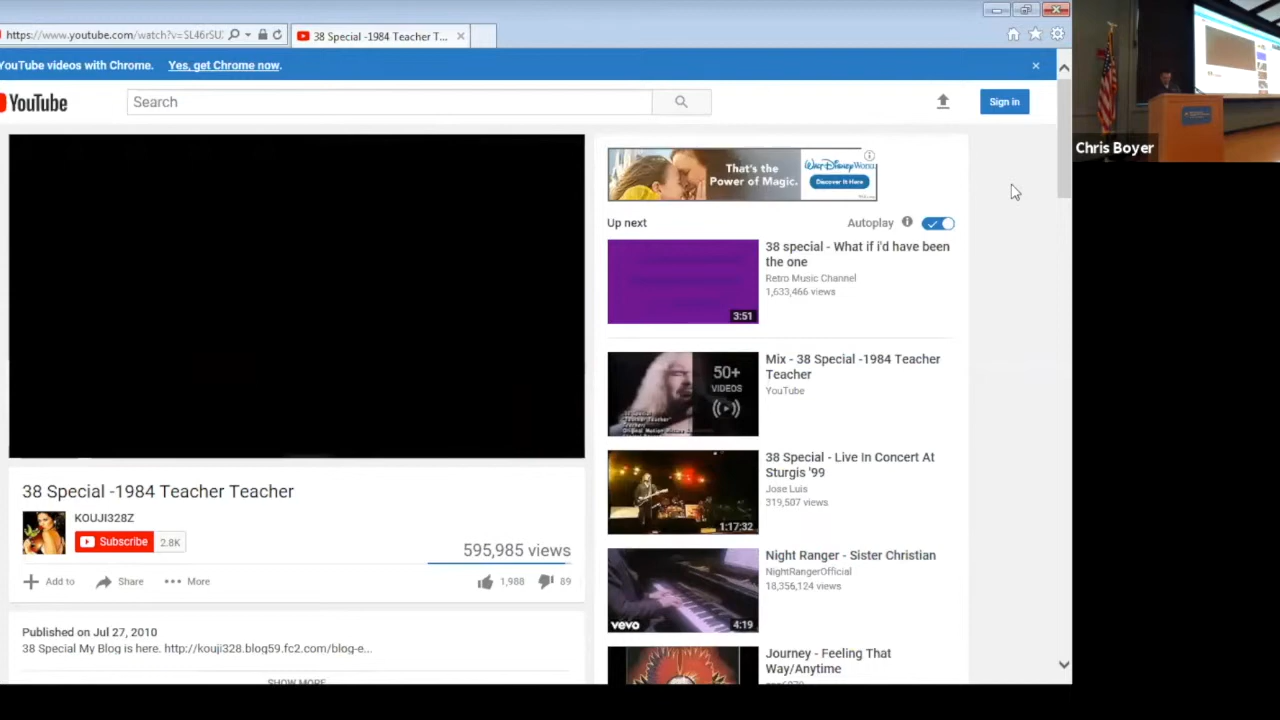 https://www.youtube.com/watch?v=SL46rSU
38 Special -1984 Teacher T...
YouTube videos with Chrome. Yes, get Chrome now.
YouTube
Search
Sign in
Chris Boyer
That's the
Power of Magic.
Walt Disney World
Discover It Here
Up next
Autoplay
38 special - What if i'd have been
the one
Retro Music Channel
1,633,466 views
3:51
Mix - 38 Special -1984 Teacher
Teacher
YouTube
50+
VIDEOS
38 Special - Live In Concert At
Sturgis '99
Jose Luis
319,507 views
1:17:32
38 Special -1984 Teacher Teacher
KOUJI328Z
Subscribe 2.8K
595,985 views
Add to Share More 1,988 89
Night Ranger - Sister Christian
NightRangerOfficial
18,356,124 views
vevo
4:19
Published on Jul 27, 2010
38 Special My Blog is here. http://kouji328.blog59.fc2.com/blog-e...
SHOW MORE
Journey - Feeling That
Way/Anytime